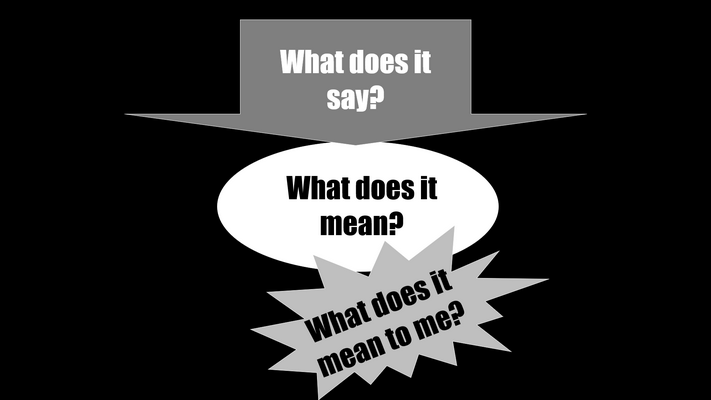 What does it
say?
What does it
mean?
What does it
mean to me?